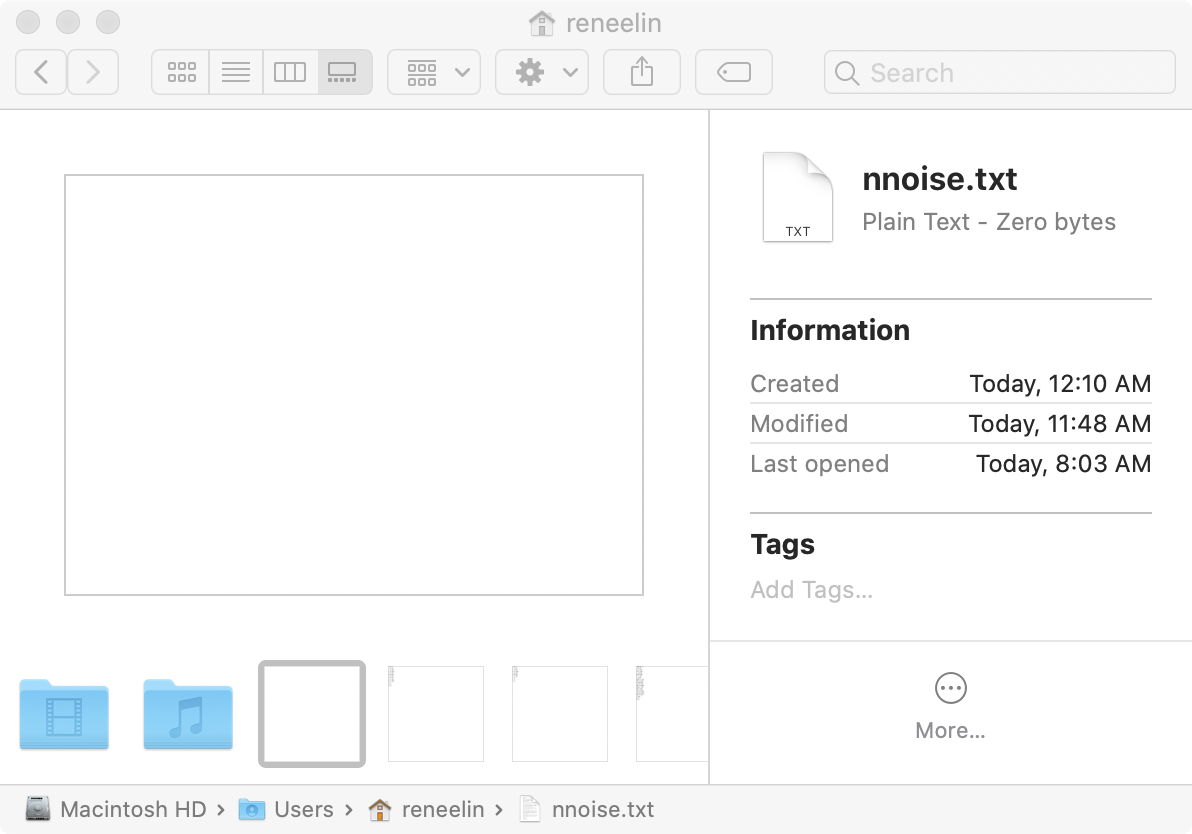 reneelin
Search
TXT
nnoise.txt
Plain Text - Zero bytes
Information
Created Today, 12:10 AM
Modified Today, 11:48 AM
Last opened Today, 8:03 AM
Tags
Add Tags...
More...
Macintosh HD › Users › reneelin › nnoise.txt